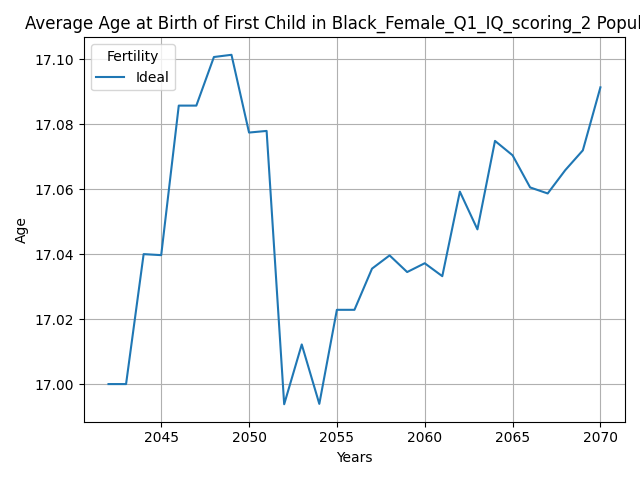 Average Age at Birth of First Child in Black_Female_Q1_IQ_scoring_2 Popul
Fertility
Ideal
17.10
17.08
17.06
17.04
17.02
17.00
Age
2045 2050 2055 2060 2065 2070
Years